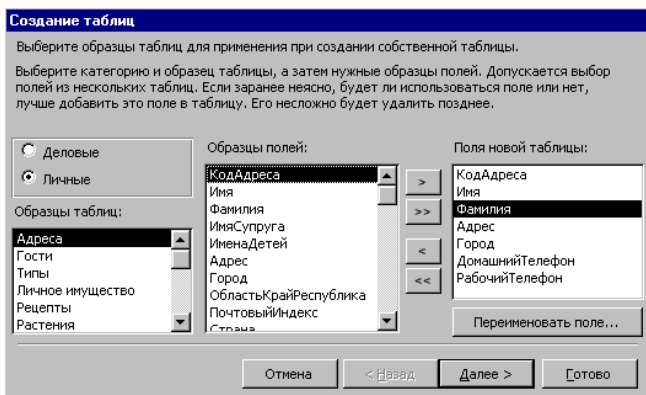 Создание таблиц
Выберите образцы таблиц для применения при создании собственной таблицы.
Выберите категорию и образец таблицы, а затем нужные образцы полей. Допускается выбор
полей из нескольких таблиц. Если заранее неясно, будет ли использоваться поле или нет,
лучше добавить это поле в таблицу. Его несложно будет удалить позднее.
Деловые
Личные
Образцы таблиц:
Адреса
Гости
Типы
Личное имущество
Рецепты
Растения
Образцы полей:
КодАдреса
Имя
Фамилия
ИмяСупруга
ИменаДетей
Адрес
Город
ОбластьКрайРеспублика
ПочтовыйИндекс
Страна
>
>>
<
<<
Поля новой таблицы:
КодАдреса
Имя
Фамилия
Адрес
Город
ДомашнийТелефон
РабочийТелефон
Переименовать поле...
Отмена
< Назад
Далее >
Готово